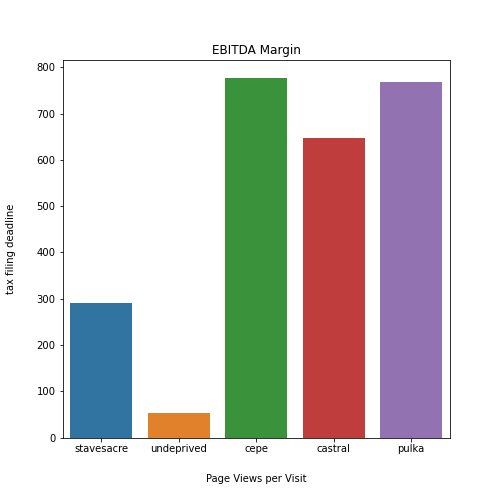 EBITDA Margin
800
700
600
500
400
300
200
100
0
tax filing deadline
stavesacre undeprived cepe castral pulka
Page Views per Visit